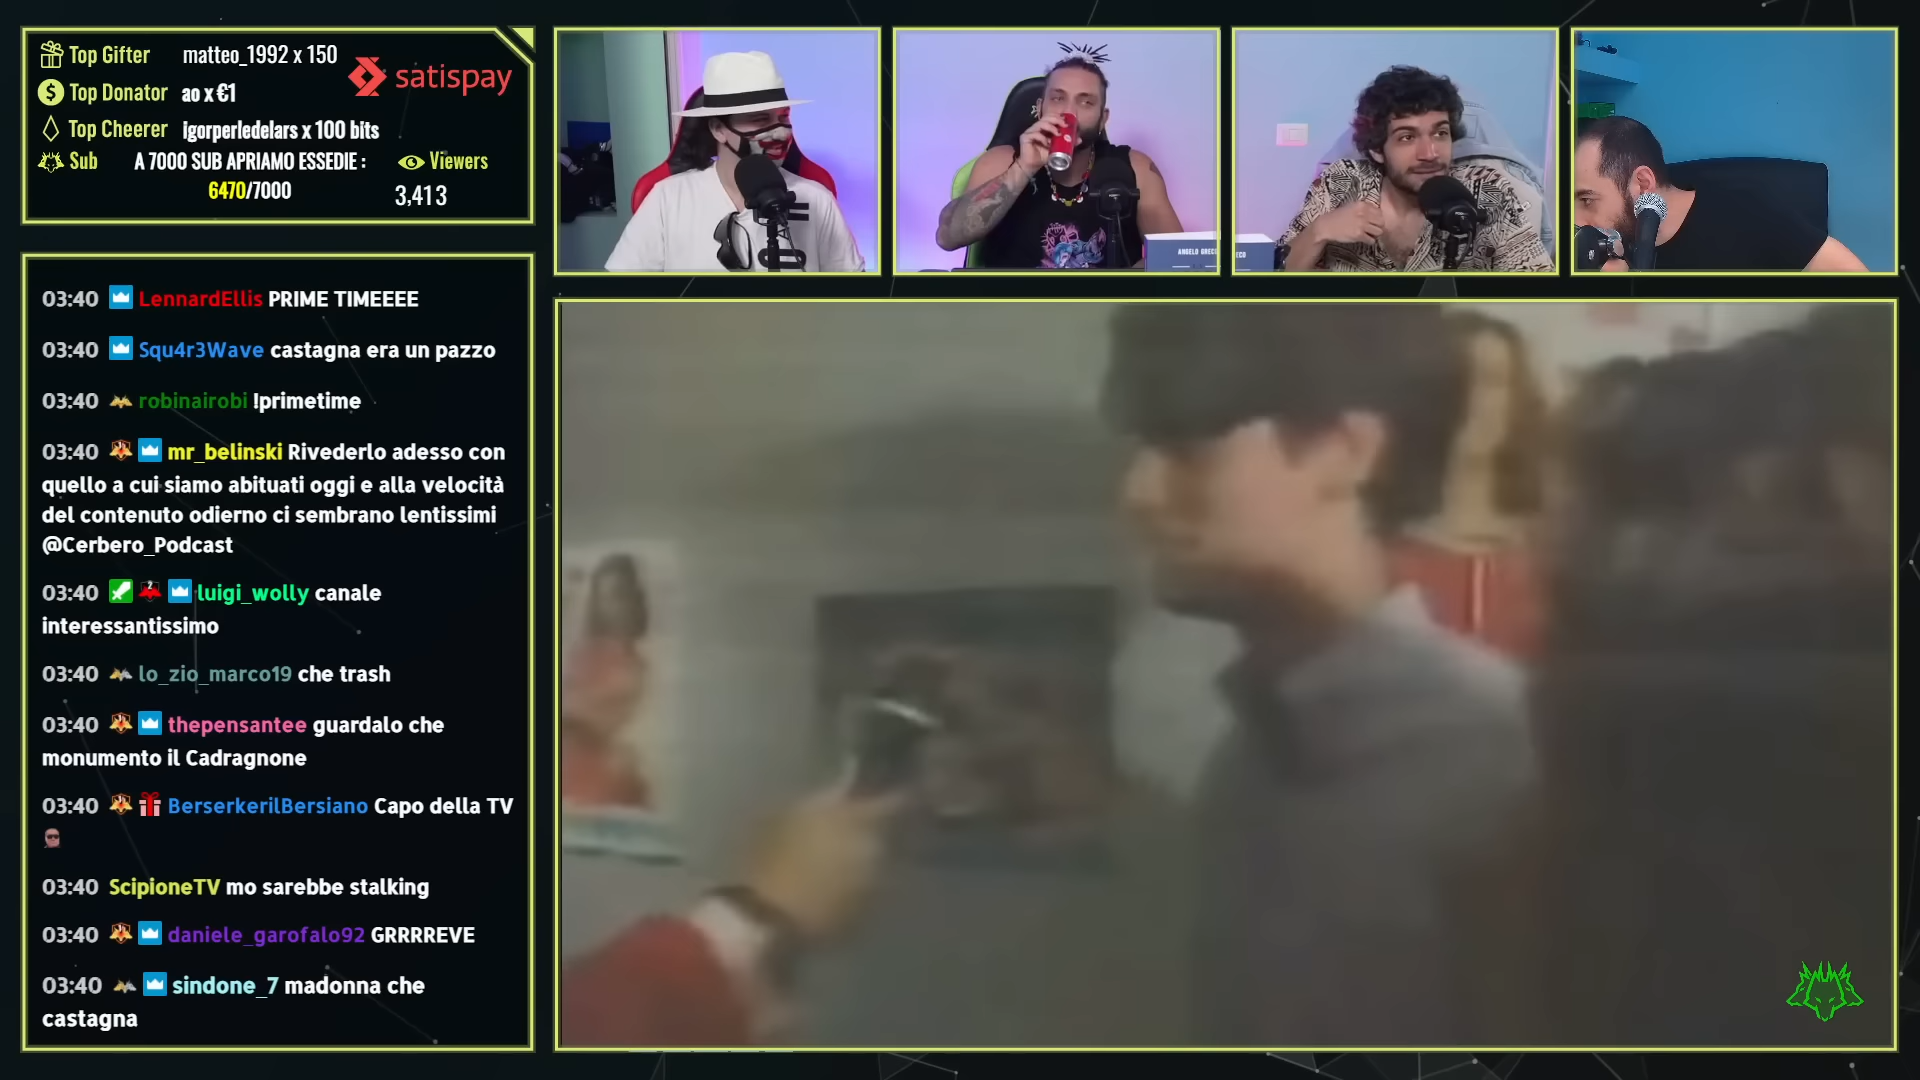 Top Gifter matteo_1992 x 150
satispay
Top Donator ao x €1
Top Cheerer Igorperledelars x 100 bits
Sub A 7000 SUB APRIAMO ESSEDIE :
6470/7000
Viewers
3,413
ANGELO GRECO
03:40 LennardEllis PRIME TIMEEEE
03:40 Squ4r3Wave castagna era un pazzo
03:40 robinairobi !primetime
03:40 mr_belinski Rivederlo adesso con
quello a cui siamo abituati oggi e alla velocità
del contenuto odierno ci sembrano lentissimi
@Cerbero_Podcast
03:40 luigi_wolly canale
interessantissimo
03:40 lo_zio_marco19 che trash
03:40 thepensantee guardalo che
monumento il Cadragnone
03:40 BerserkerilBersiano Capo della TV
03:40 ScipioneTV mo sarebbe stalking
03:40 daniele_garofalo92 GRRRREVE
03:40 sindone_7 madonna che
castagna